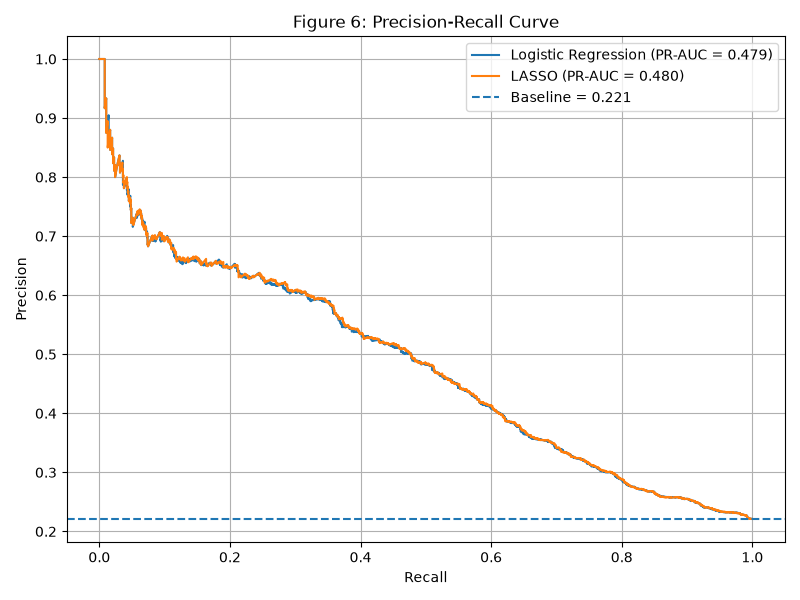 Figure 6: Precision-Recall Curve
Logistic Regression (PR-AUC = 0.479)
LASSO (PR-AUC = 0.480)
Baseline = 0.221
Precision
1.0
0.9
0.8
0.7
0.6
0.5
0.4
0.3
0.2
0.0 0.2 0.4 0.6 0.8 1.0
Recall